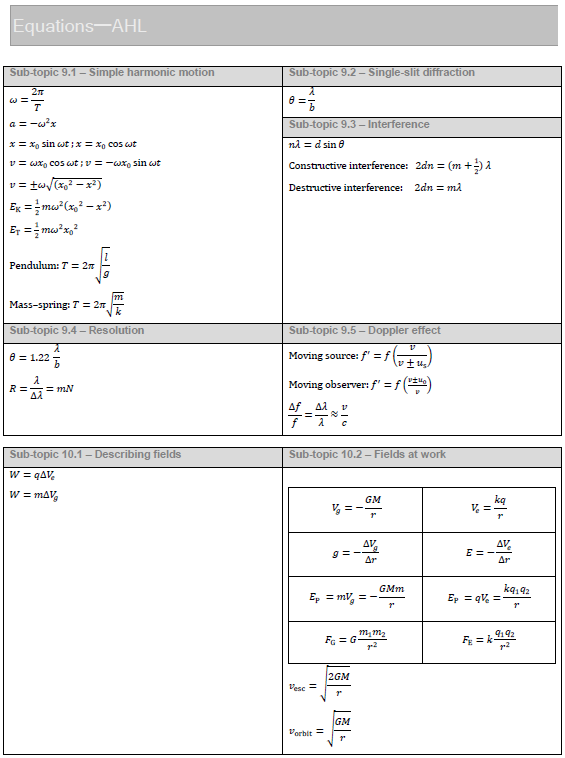 Equations—AHL
Sub-topic 9.1 – Simple harmonic motion
ω = 2π/T
a = −ω²x
x = x₀ sin ωt ; x = x₀ cos ωt
v = ωx₀ cos ωt ; v = −ωx₀ sin ωt
v = ±ω√(x₀² − x²)
E_K = ½ mω²(x₀² − x²)
E_T = ½ mω²x₀²
Pendulum: T = 2π√(l/g)
Mass–spring: T = 2π√(m/k)
Sub-topic 9.2 – Single-slit diffraction
θ = λ/b
Sub-topic 9.3 – Interference
nλ = d sin θ
Constructive interference: 2dn = (m + ½) λ
Destructive interference: 2dn = mλ
Sub-topic 9.4 – Resolution
θ = 1.22 λ/b
R = λ/Δλ = mN
Sub-topic 9.5 – Doppler effect
Moving source: f′ = f (v/(v ± u_s))
Moving observer: f′ = f ((v ± u_o)/v)
Δf/f = Δλ/λ ≈ v/c
Sub-topic 10.1 – Describing fields
W = qΔV_e
W = mΔV_g
Sub-topic 10.2 – Fields at work
V_g = −GM/r V_e = kq/r
g = −ΔV_g/Δr E = −ΔV_e/Δr
E_P = mV_g = −GMm/r E_P = qV_e = kq₁q₂/r
F_G = G m₁m₂/r² F_E = k q₁q₂/r²
v_esc = √(2GM/r)
v_orbit = √(GM/r)